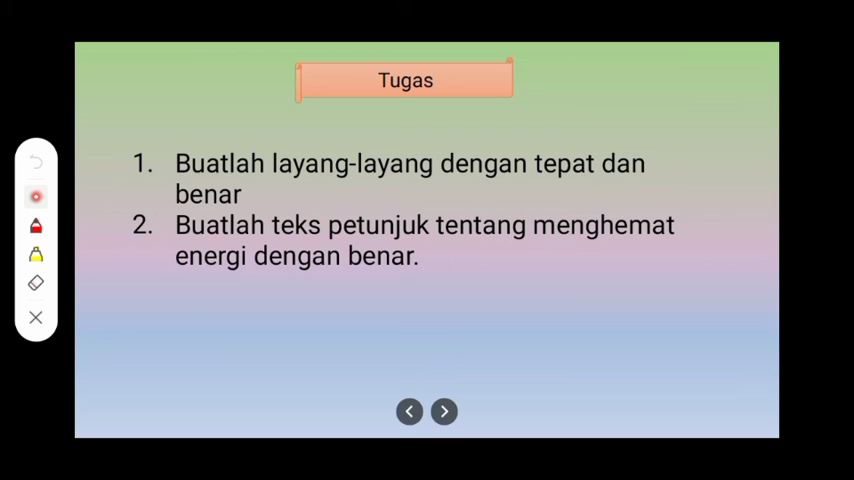 Tugas
1. Buatlah layang-layang dengan tepat dan
benar
2. Buatlah teks petunjuk tentang menghemat
energi dengan benar.